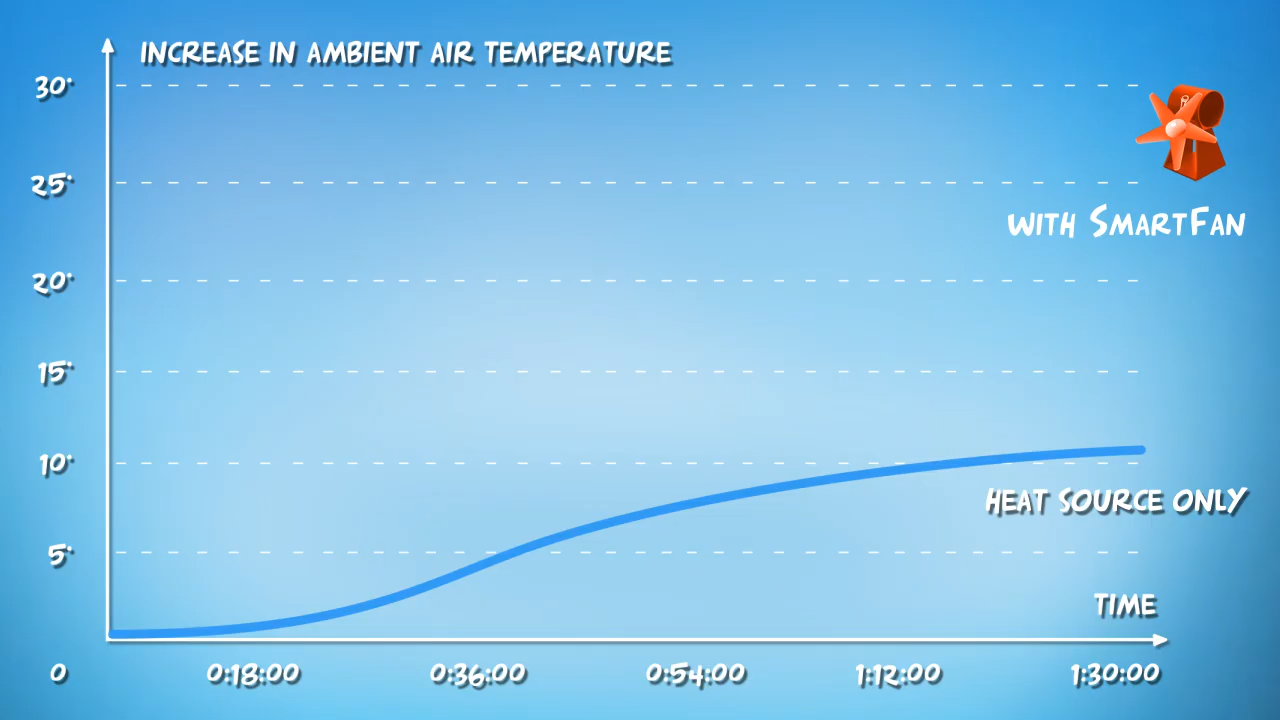 INCREASE IN AMBIENT AIR TEMPERATURE
30°
25°
WITH SMARTFAN
20°
15°
10°
HEAT SOURCE ONLY
5°
TIME
0 0:18:00 0:36:00 0:54:00 1:12:00 1:30:00